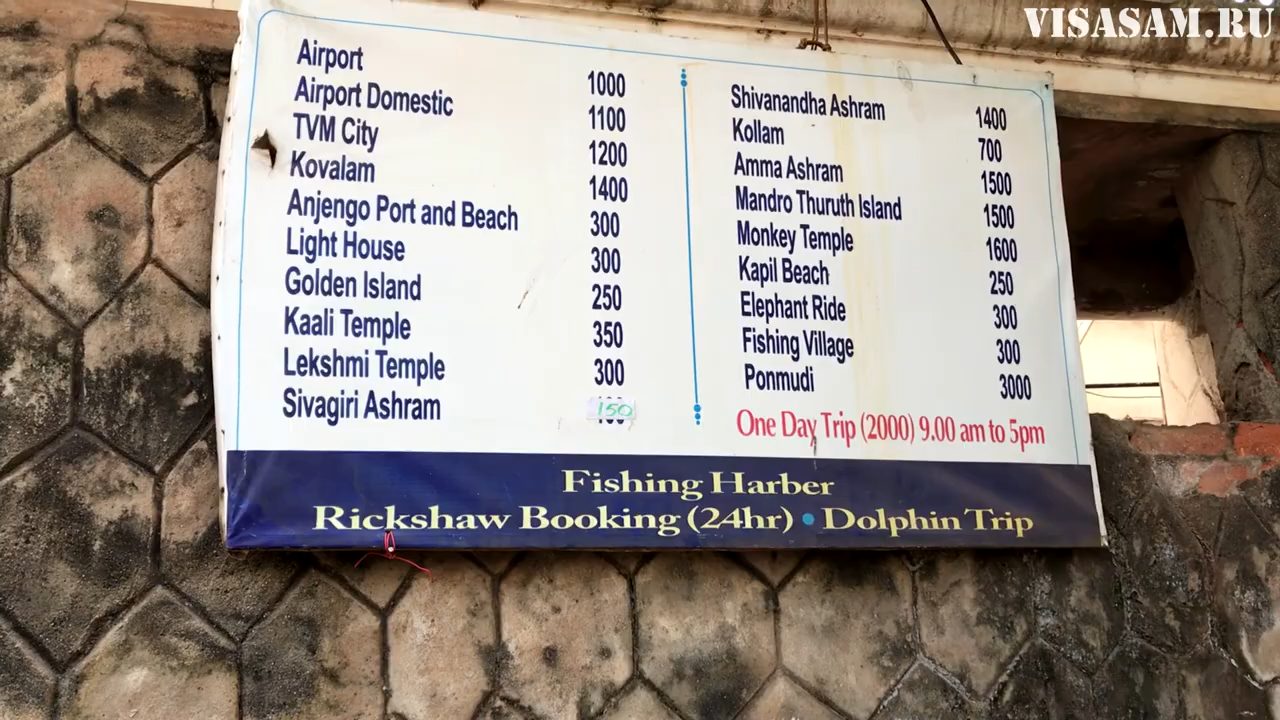 VISASAM.RU
Airport 1000
Airport Domestic 1100
TVM City 1200
Kovalam 1400
Anjengo Port and Beach 300
Light House 300
Golden Island 250
Kaali Temple 350
Lekshmi Temple 300
Sivagiri Ashram 150
Shivanandha Ashram 1400
Kollam 700
Amma Ashram 1500
Mandro Thuruth Island 1500
Monkey Temple 1600
Kapil Beach 250
Elephant Ride 300
Fishing Village 300
Ponmudi 3000
One Day Trip (2000) 9.00 am to 5pm
Fishing Harber
Rickshaw Booking (24hr) • Dolphin Trip